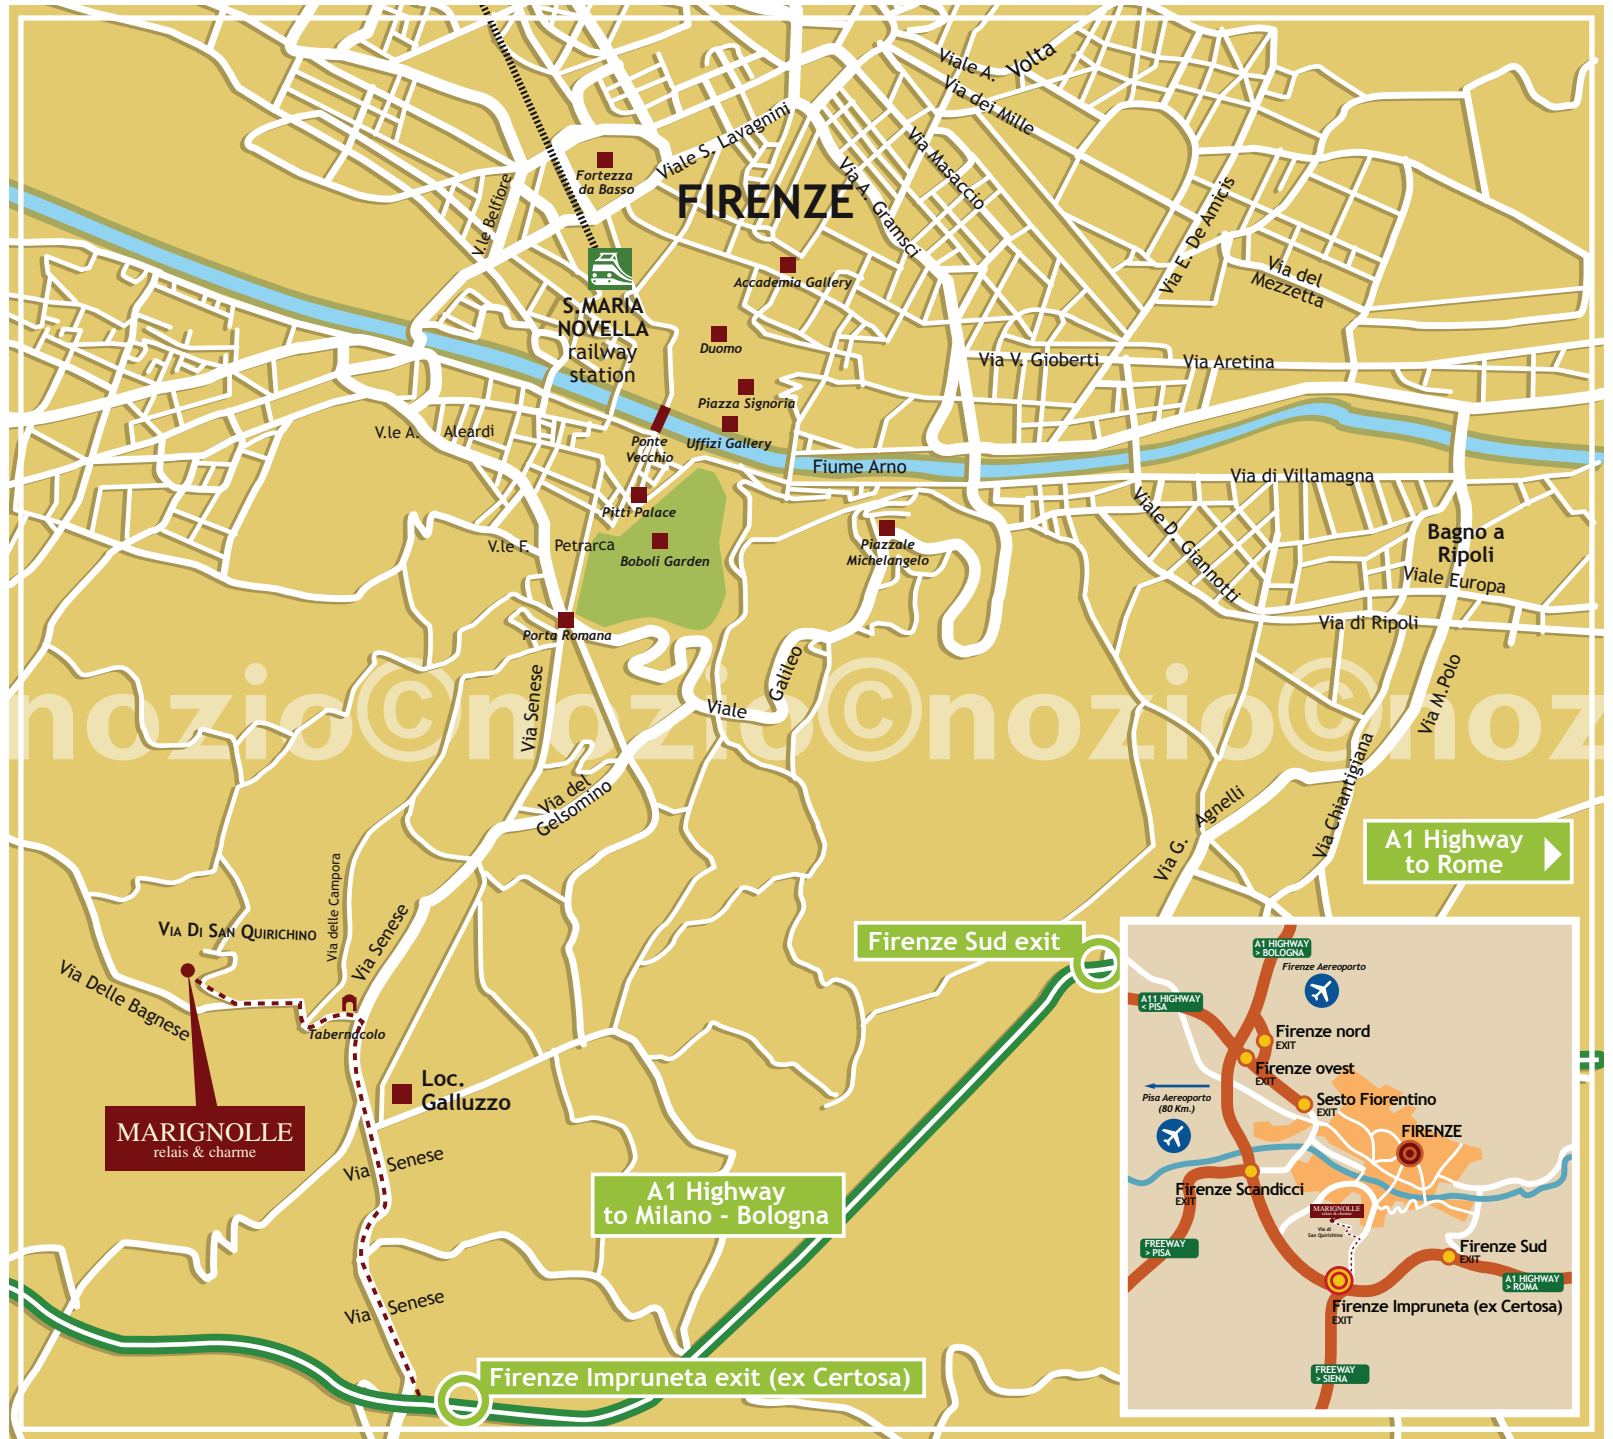 Viale A. Volta
Via dei Mille
Viale S. Lavagnini
Via Masaccio
Fortezza
da Basso
FIRENZE
Via A. Gramsci
V.le Belfiore
Via E. De Amicis
Via del
Mezzetta
Accademia Gallery
S.MARIA
NOVELLA
railway
station
Duomo
Via V. Gioberti
Via Aretina
Piazza Signoria
V.le A. Aleardi
Ponte
Vecchio
Uffizi Gallery
Fiume Arno
Via di Villamagna
Pitti Palace
Viale D. Giannotti
Piazzale
Michelangelo
Bagno a
Ripoli
V.le F. Petrarca
Boboli Garden
Viale Europa
Porta Romana
Via di Ripoli
Via Senese
Viale Galileo
Via M.Polo
nozio©nozio©nozio©noz
Via del
Gelsomino
Via Chiantigiana
Via G. Agnelli
A1 Highway
to Rome
Via delle Campora
Via Senese
VIA DI SAN QUIRICHINO
Via Delle Bagnese
Tabernacolo
Firenze Sud exit
Loc.
Galluzzo
MARIGNOLLE
relais & charme
Via Senese
A1 Highway
to Milano - Bologna
Via Senese
Firenze Impruneta exit (ex Certosa)
A1 HIGHWAY
> BOLOGNA
Firenze Aereoporto
A11 HIGHWAY
< PISA
Firenze nord
EXIT
Firenze ovest
EXIT
Pisa Aereoporto
(80 Km.)
Sesto Fiorentino
EXIT
FIRENZE
Firenze Scandicci
EXIT
MARIGNOLLE
relais & charme
Via di
San Quirichino
FREEWAY
> PISA
Firenze Sud
EXIT
A1 HIGHWAY
> ROMA
Firenze Impruneta (ex Certosa)
EXIT
FREEWAY
> SIENA